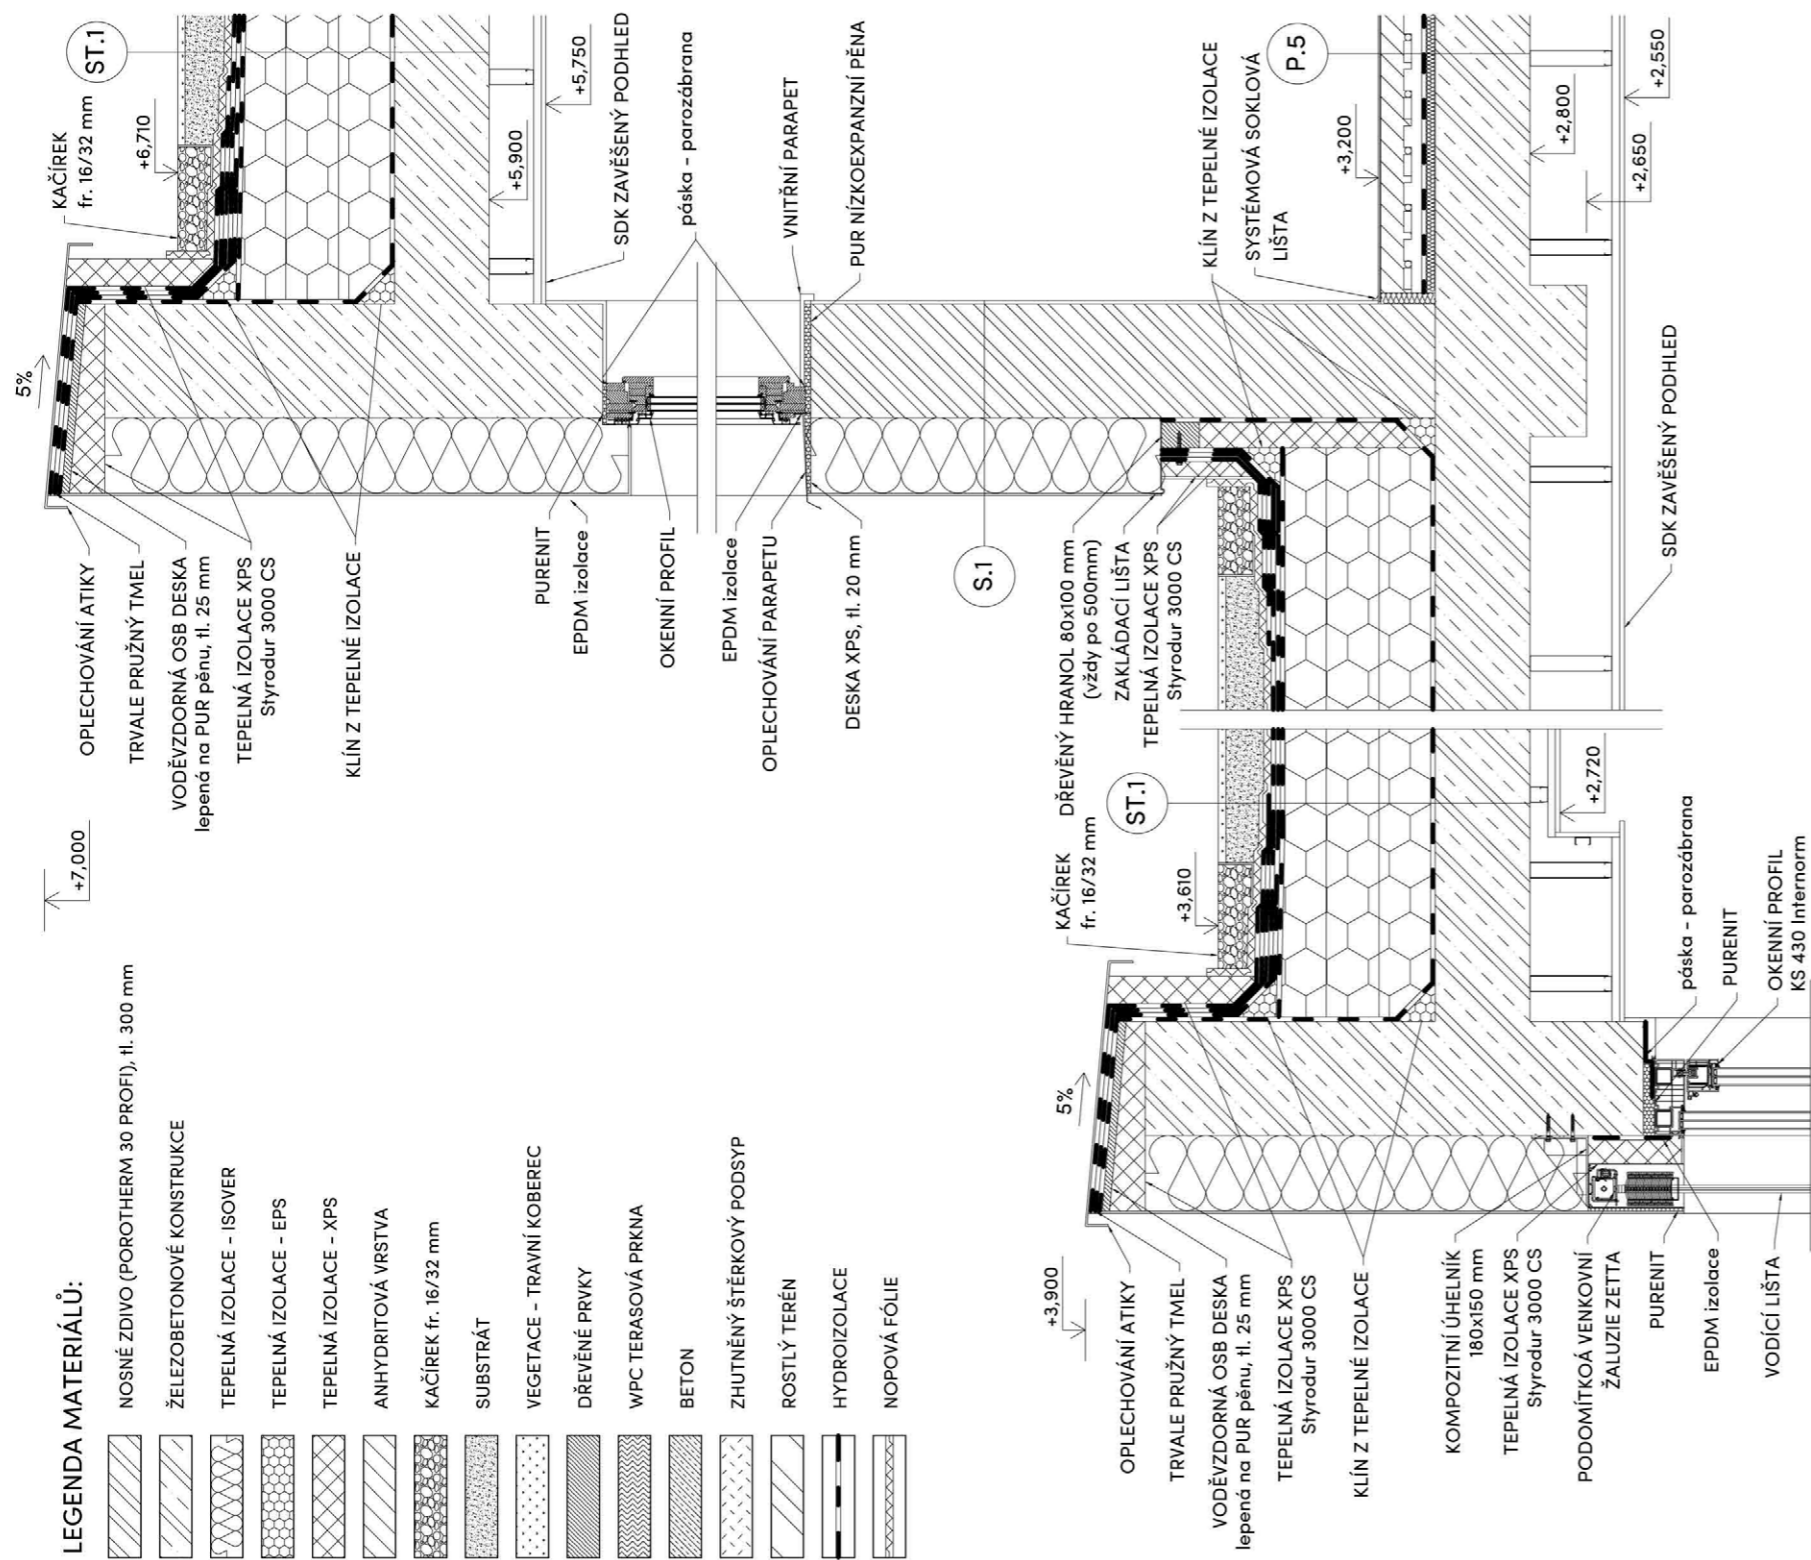 LEGENDA MATERIÁLŮ:
NOSNÉ ZDIVO (POROTHERM 30 PROFI), tl. 300 mm
ŽELEZOBETONOVÉ KONSTRUKCE
TEPELNÁ IZOLACE - ISOVER
TEPELNÁ IZOLACE - EPS
TEPELNÁ IZOLACE - XPS
ANHYDRITOVÁ VRSTVA
KAČÍREK fr. 16/32 mm
SUBSTRÁT
VEGETACE - TRAVNÍ KOBEREC
DŘEVĚNÉ PRVKY
WPC TERASOVÁ PRKNA
BETON
ZHUTNĚNÝ ŠTĚRKOVÝ PODSYP
ROSTLÝ TERÉN
HYDROIZOLACE
NOPOVÁ FÓLIE
+7,000
5%
KAČÍREK
fr. 16/32 mm
+6,710
ST.1
OPLECHOVÁNÍ ATIKY
TRVALE PRUŽNÝ TMEL
VODĚVZDORNÁ OSB DESKA
lepená na PUR pěnu, tl. 25 mm
TEPELNÁ IZOLACE XPS
Styrodur 3000 CS
KLÍN Z TEPELNÉ IZOLACE
+5,900
+5,750
SDK ZAVĚŠENÝ PODHLED
páska - parozábrana
VNITŘNÍ PARAPET
PUR NÍZKOEXPANZNÍ PĚNA
PURENIT
EPDM izolace
OKENNÍ PROFIL
EPDM izolace
OPLECHOVÁNÍ PARAPETU
DESKA XPS, tl. 20 mm
S.1
KLÍN Z TEPELNÉ IZOLACE
SYSTÉMOVÁ SOKLOVÁ
LIŠTA
P.5
+3,200
+2,800
+2,650
+2,550
SDK ZAVĚŠENÝ PODHLED
DŘEVĚNÝ HRANOL 80x100 mm
(vždy po 500mm)
ZAKLÁDACÍ LIŠTA
TEPELNÁ IZOLACE XPS
Styrodur 3000 CS
ST.1
KAČÍREK
fr. 16/32 mm
+3,610
+2,720
5%
+3,900
OPLECHOVÁNÍ ATIKY
TRVALE PRUŽNÝ TMEL
VODĚVZDORNÁ OSB DESKA
lepená na PUR pěnu, tl. 25 mm
TEPELNÁ IZOLACE XPS
Styrodur 3000 CS
KLÍN Z TEPELNÉ IZOLACE
KOMPOZITNÍ ÚHELNÍK
180x150 mm
TEPELNÁ IZOLACE XPS
Styrodur 3000 CS
PODOMÍTKOÁ VENKOVNÍ
ŽALUZIE ZETTA
PURENIT
EPDM izolace
VODÍCÍ LIŠTA
páska - parozábrana
PURENIT
OKENNÍ PROFIL
KS 430 Internorm